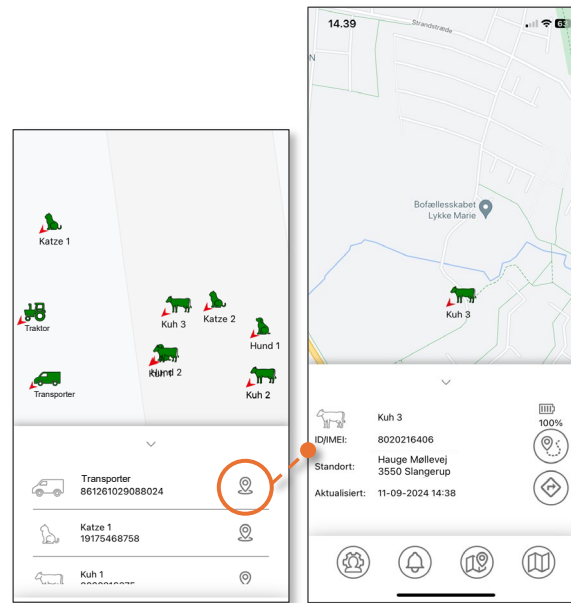 Katze 1
Traktor
Kuh 3
Katze 2
Hund 1
Hund 2
Transporter
Kuh 2
Transporter
861261029088024
Katze 1
19175468758
Kuh 1
14.39
63
Strandstræde
N
Bofællesskabet
Lykke Marie
Kuh 3
Kuh 3
100%
ID/IMEI: 8020216406
Standort: Hauge Møllevej
3550 Slangerup
Aktualisiert: 11-09-2024 14:38